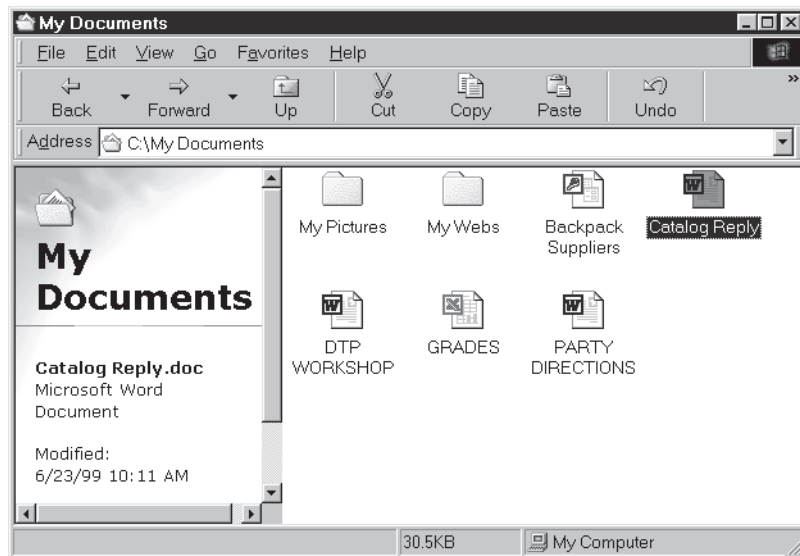 My Documents
File Edit View Go Favorites Help
Back Forward Up Cut Copy Paste Undo »
Address C:\My Documents
My Documents
Catalog Reply.doc
Microsoft Word
Document
Modified:
6/23/99 10:11 AM
My Pictures My Webs Backpack Suppliers Catalog Reply
DTP WORKSHOP GRADES PARTY DIRECTIONS
30.5KB My Computer